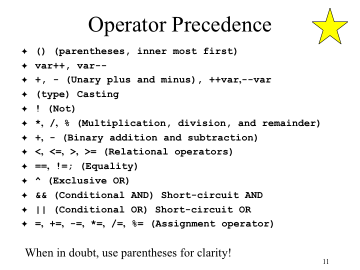 Operator Precedence
() (parentheses, inner most first)
var++, var--
+, - (Unary plus and minus), ++var,--var
(type) Casting
! (Not)
*, /, % (Multiplication, division, and remainder)
+, - (Binary addition and subtraction)
<, <=, >, >= (Relational operators)
==, !=; (Equality)
^ (Exclusive OR)
&& (Conditional AND) Short-circuit AND
|| (Conditional OR) Short-circuit OR
=, +=, -=, *=, /=, %= (Assignment operator)
When in doubt, use parentheses for clarity!
11